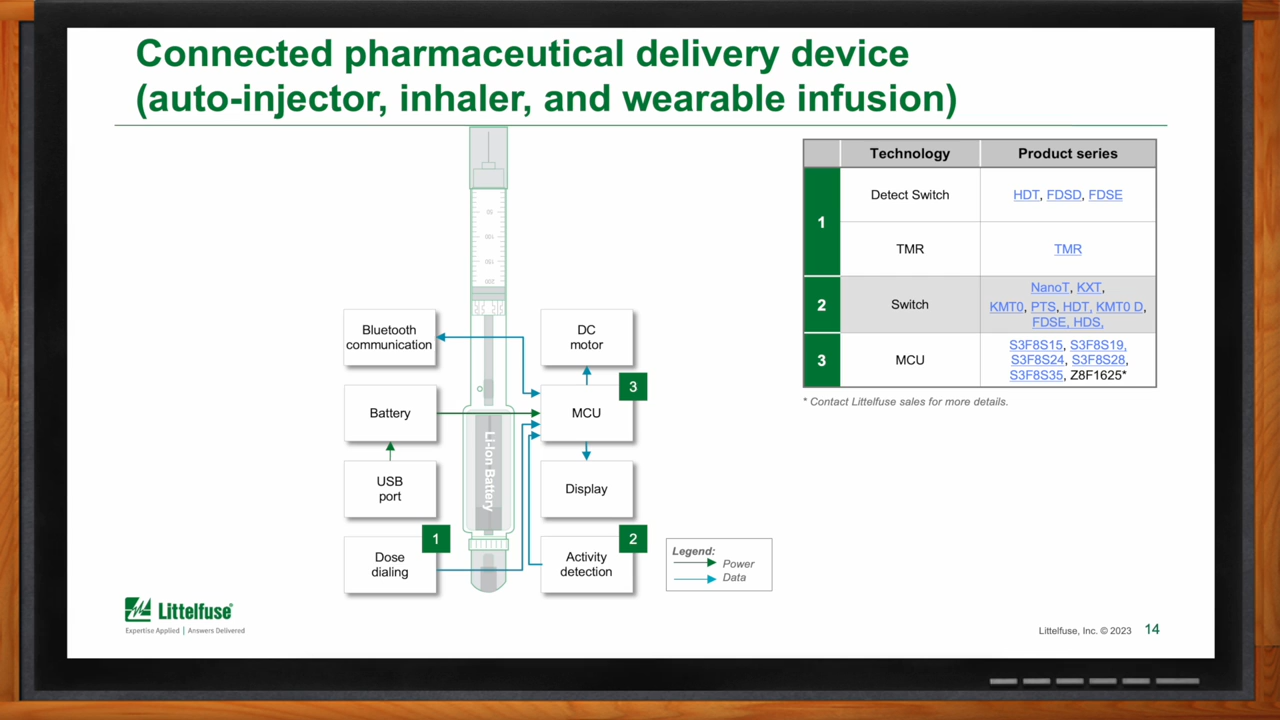 Connected pharmaceutical delivery device
(auto-injector, inhaler, and wearable infusion)
Technology
Product series
1
Detect Switch
HDT, FDSD, FDSE
TMR
TMR
2
Switch
NanoT, KXT,
KMT0, PTS, HDT, KMT0 D,
FDSE, HDS,
3
MCU
S3F8S15, S3F8S19,
S3F8S24, S3F8S28,
S3F8S35, Z8F1625*
* Contact Littelfuse sales for more details.
Bluetooth
communication
DC
motor
Battery
MCU
3
USB
port
Display
Dose
dialing
1
Activity
detection
2
Li-Ion Battery
Legend:
Power
Data
Littelfuse®
Expertise Applied | Answers Delivered
Littelfuse, Inc. © 2023
14